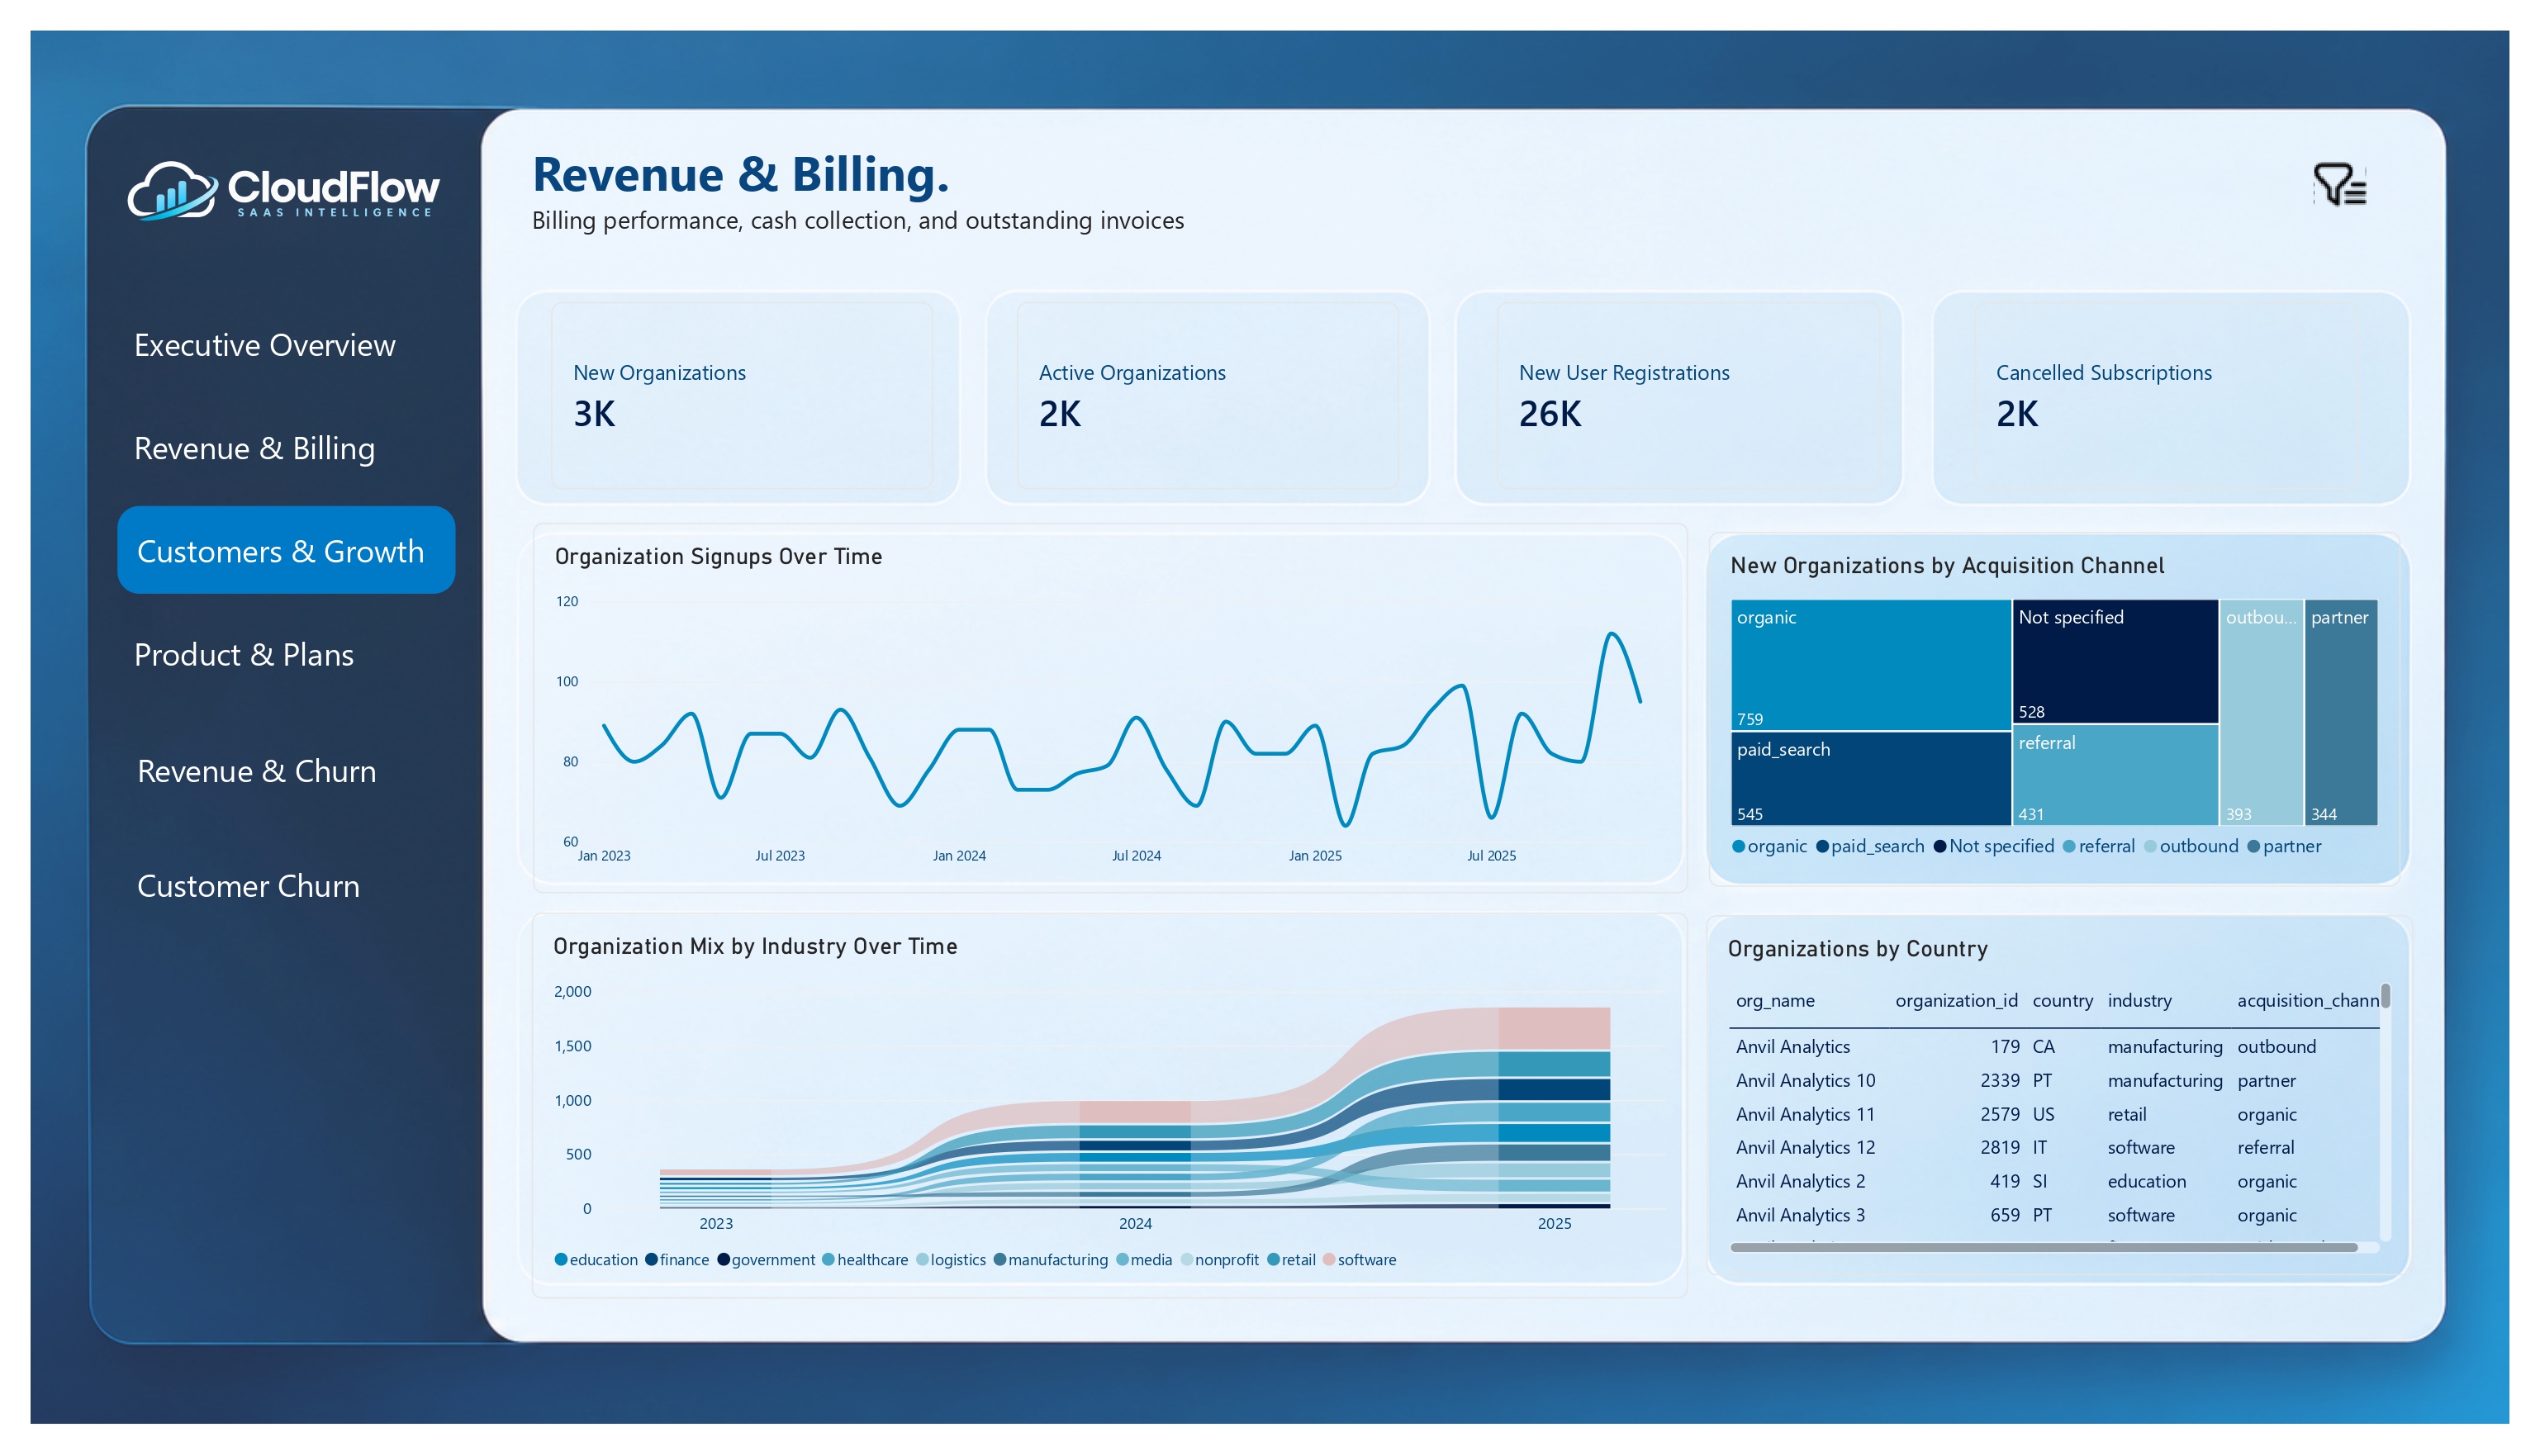 CloudFlow
SAAS INTELLIGENCE
Executive Overview
Revenue & Billing
Customers & Growth
Product & Plans
Revenue & Churn
Customer Churn
Revenue & Billing.
Billing performance, cash collection, and outstanding invoices
New Organizations
3K
Active Organizations
2K
New User Registrations
26K
Cancelled Subscriptions
2K
Organization Signups Over Time
120
100
80
60
Jan 2023 Jul 2023 Jan 2024 Jul 2024 Jan 2025 Jul 2025
New Organizations by Acquisition Channel
organic
759
paid_search
545
Not specified
528
referral
431
outbou...
393
partner
344
organic paid_search Not specified referral outbound partner
Organization Mix by Industry Over Time
2,000
1,500
1,000
500
0
2023 2024 2025
education finance government healthcare logistics manufacturing media nonprofit retail software
Organizations by Country
org_name organization_id country industry acquisition_chann
Anvil Analytics 179 CA manufacturing outbound
Anvil Analytics 10 2339 PT manufacturing partner
Anvil Analytics 11 2579 US retail organic
Anvil Analytics 12 2819 IT software referral
Anvil Analytics 2 419 SI education organic
Anvil Analytics 3 659 PT software organic